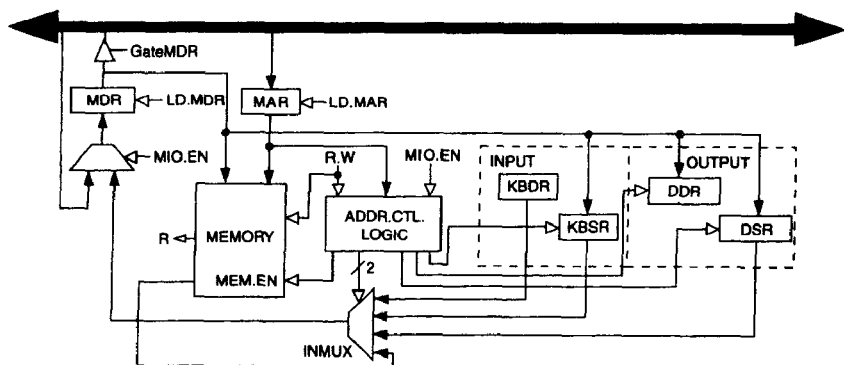 GateMDR
MDR
LD.MDR
MAR
LD.MAR
MIO.EN
R.W
MIO.EN
INPUT
OUTPUT
KBDR
DDR
KBSR
DSR
ADDR.CTL.
LOGIC
MEMORY
R
MEM.EN
2
INMUX